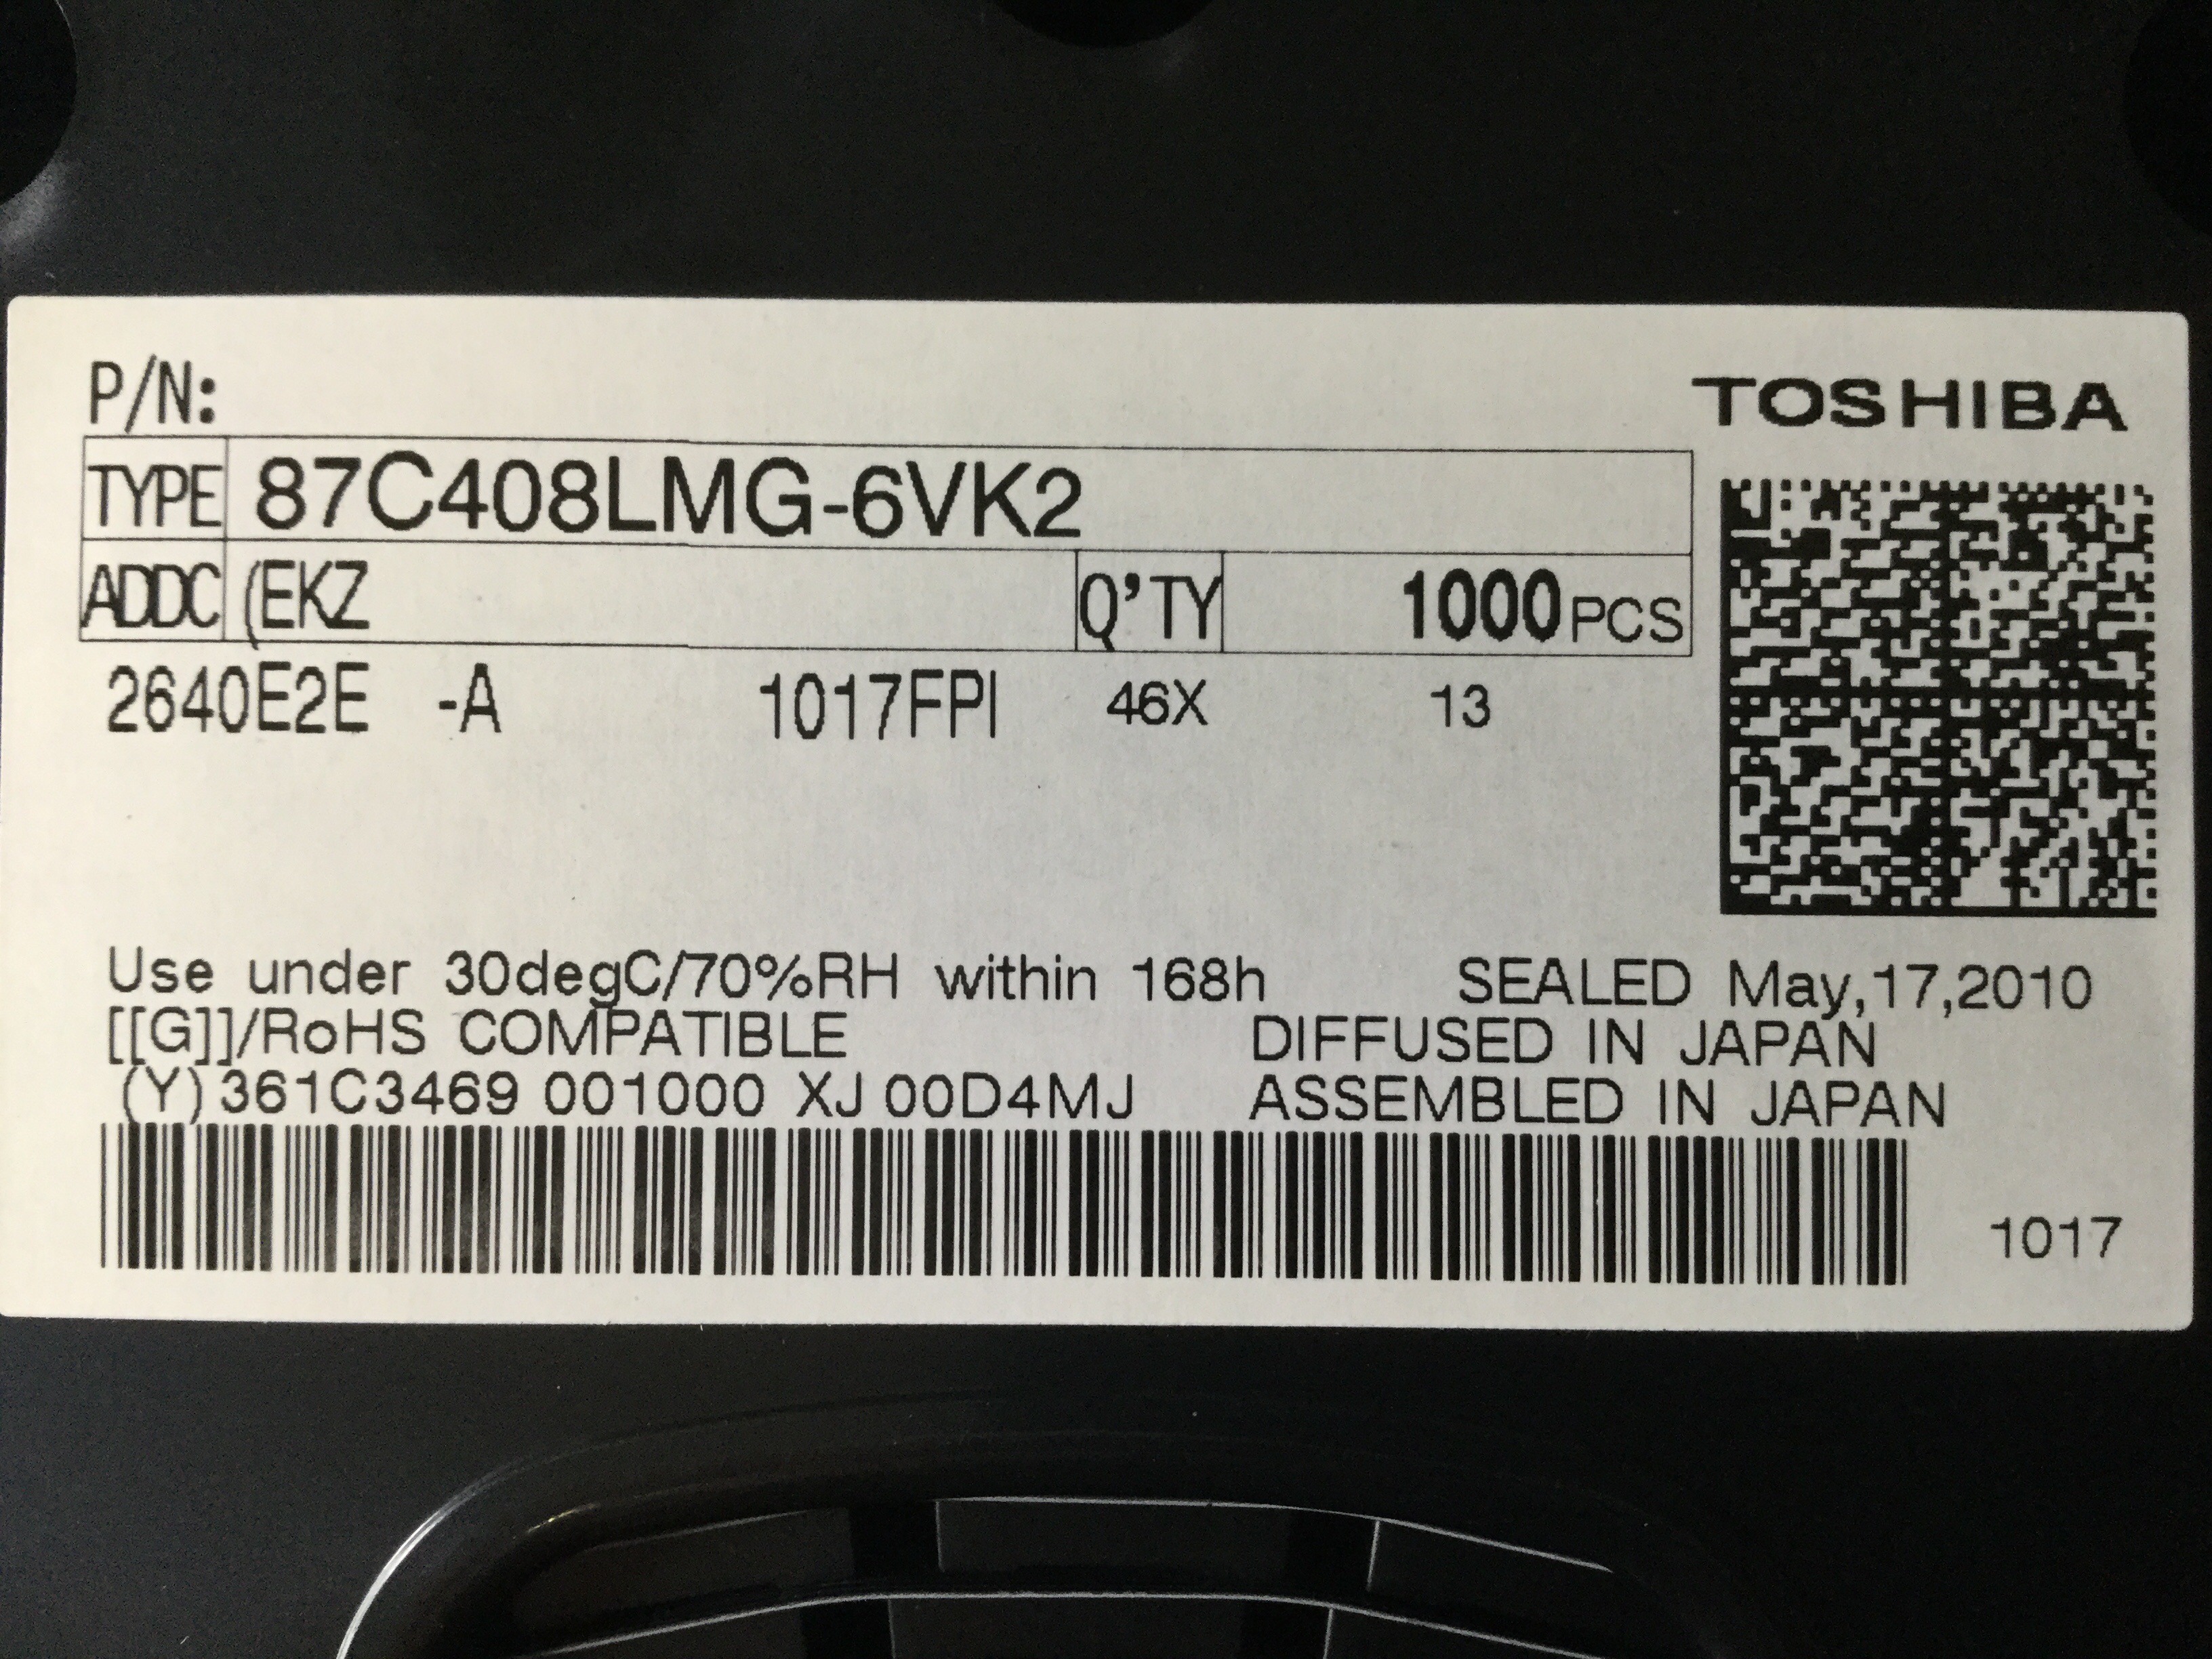 P/N:
TOSHIBA
TYPE 87C408LMG-6VK2
ADDC (EKZ Q'TY 1000PCS
2640E2E -A 1017FPI 46X 13
Use under 30degC/70%RH within 168h SEALED May,17,2010
[[G]]/RoHS COMPATIBLE DIFFUSED IN JAPAN
(Y)361C3469 001000 XJ 00D4MJ ASSEMBLED IN JAPAN
1017